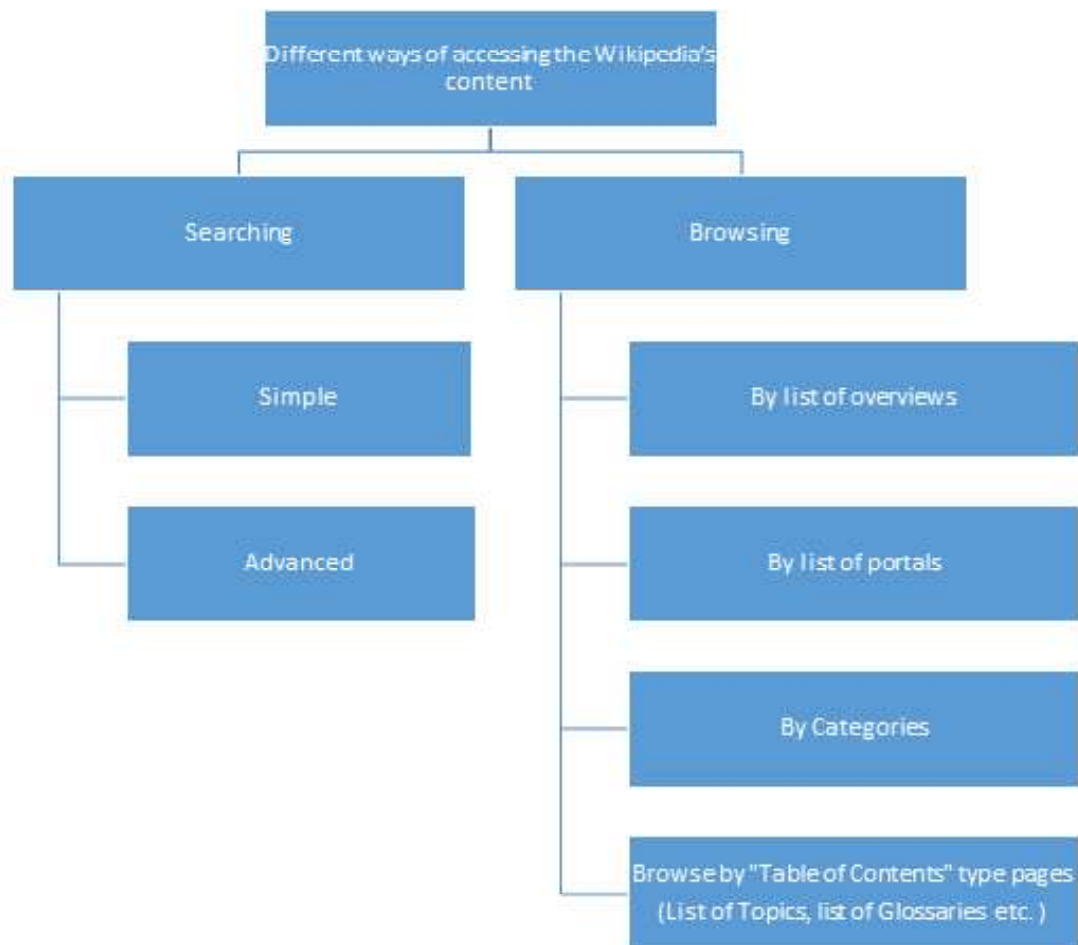 Different ways of accessing the Wikipedia's
content
Searching
Browsing
Simple
By list of overviews
Advanced
By list of portals
By Categories
Browse by "Table of Contents" type pages
(List of Topics, list of Glossaries etc. )